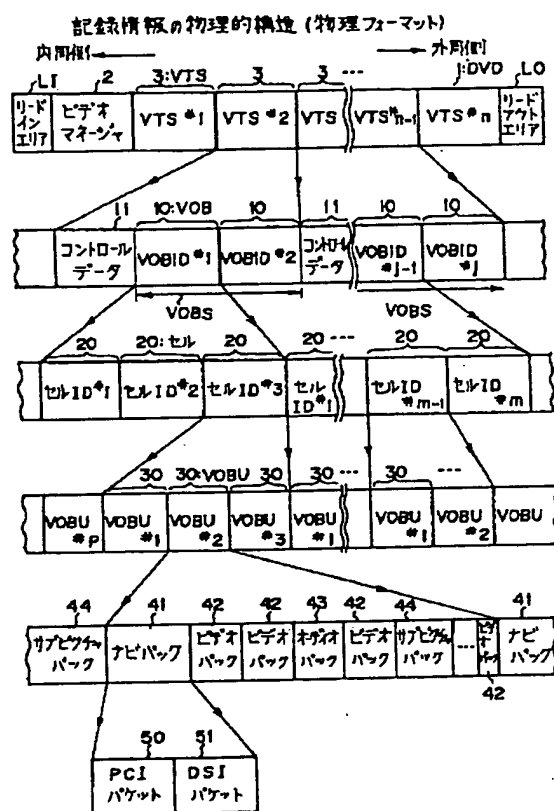 記録情報の物理的構造 (物理フォーマット)
内周側 外周側
LI 2 3:VTS 3 3 --- 1:DVD LO
リード イン エリア ビデオ マネージャ VTS #1 VTS #2 VTS VTS#n-1 VTS #n リード アウト エリア
11 10:VOB 10 11 10 10
コントロール データ VOBID #1 VOBID #2 コントロール データ VOBID #j-1 VOBID #j
VOBS VOBS
20 20:セル 20 20 --- 20 20
セルID#1 セルID#2 セルID#3 セル ID#1 セルID #m-1 セルID #m
30 30:VOBU 30 30 --- 30 ---
VOBU #P VOBU #1 VOBU #2 VOBU #3 VOBU #1 VOBU #1 VOBU #2 VOBU
44 41 42 42 43 42 44 41
サブピクチャ パック ナビパック ビデオ パック ビデオ パック オーディオ パック ビデオ パック サブピクチャ パック --- ビデオ パック ナビ パック
42
50 51
PCI パケット DSI パケット